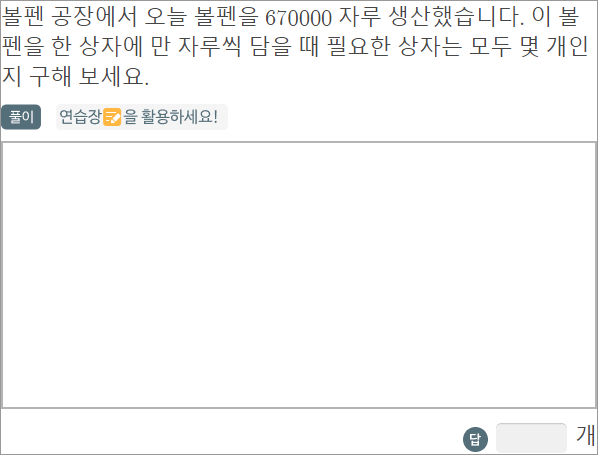 볼펜 공장에서 오늘 볼펜을 670000 자루 생산했습니다. 이 볼
펜을 한 상자에 만 자루씩 담을 때 필요한 상자는 모두 몇 개인
지 구해 보세요.
풀이 연습장을 활용하세요!
답 개